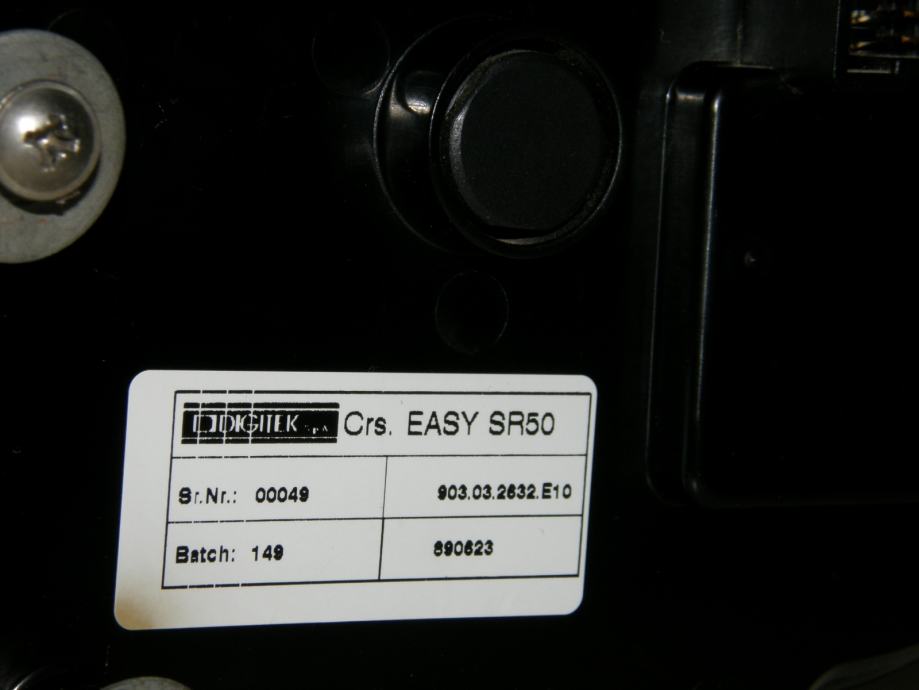 DIGITEK S.p.A Crs. EASY SR50
Sr.Nr.: 00049 903.03.2632.E10
Batch: 149 890623